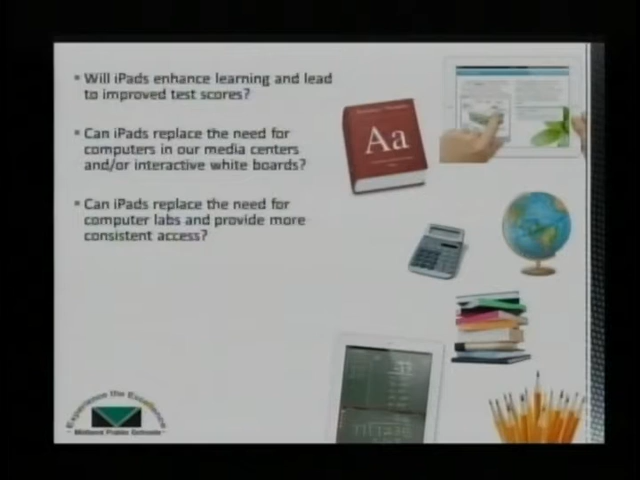 ▪ Will iPads enhance learning and lead
to improved test scores?
▪ Can iPads replace the need for
computers in our media centers
and/or interactive white boards?
▪ Can iPads replace the need for
computer labs and provide more
consistent access?
Aa
Experience the Excellence
Public Schools